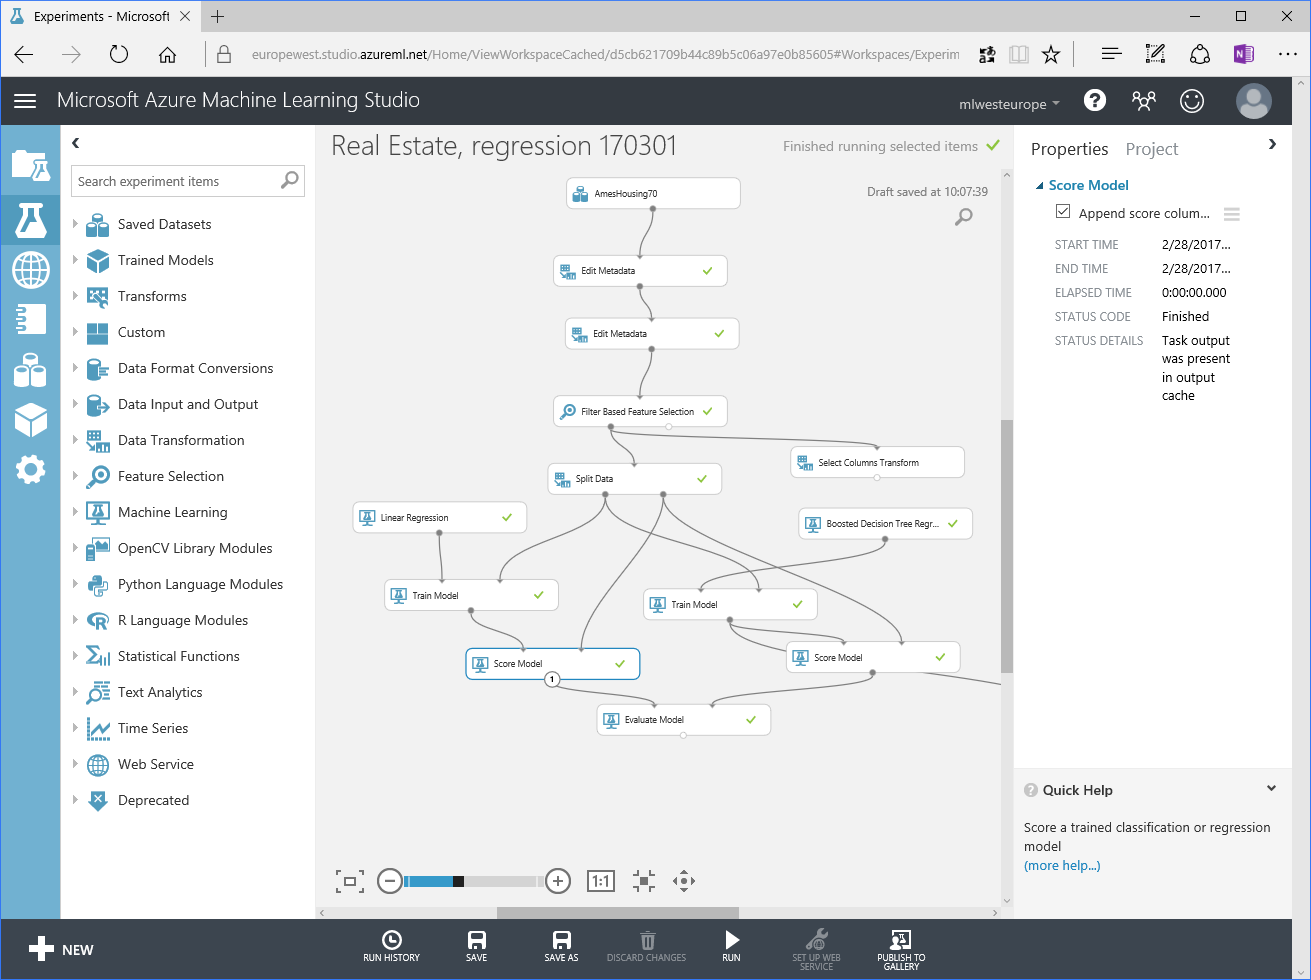 Experiments - Microsoft
europewest.studio.azureml.net/Home/ViewWorkspaceCached/d5cb621709b44c89b5c06a97e0b85605#Workspaces/Experim
Microsoft Azure Machine Learning Studio
mlwesteurope
Search experiment items
Saved Datasets
Trained Models
Transforms
Custom
Data Format Conversions
Data Input and Output
Data Transformation
Feature Selection
Machine Learning
OpenCV Library Modules
Python Language Modules
R Language Modules
Statistical Functions
Text Analytics
Time Series
Web Service
Deprecated
Real Estate, regression 170301
Finished running selected items
Draft saved at 10:07:39
AmesHousing70
Edit Metadata
Edit Metadata
Filter Based Feature Selection
Select Columns Transform
Split Data
Linear Regression
Boosted Decision Tree Regr...
Train Model
Train Model
Score Model
Score Model
1
Evaluate Model
1:1
Properties Project
Score Model
Append score colum...
START TIME 2/28/2017...
END TIME 2/28/2017...
ELAPSED TIME 0:00:00.000
STATUS CODE Finished
STATUS DETAILS Task output
was present
in output
cache
Quick Help
Score a trained classification or regression
model
(more help...)
NEW
RUN HISTORY
SAVE
SAVE AS
DISCARD CHANGES
RUN
SET UP WEB
SERVICE
PUBLISH TO
GALLERY